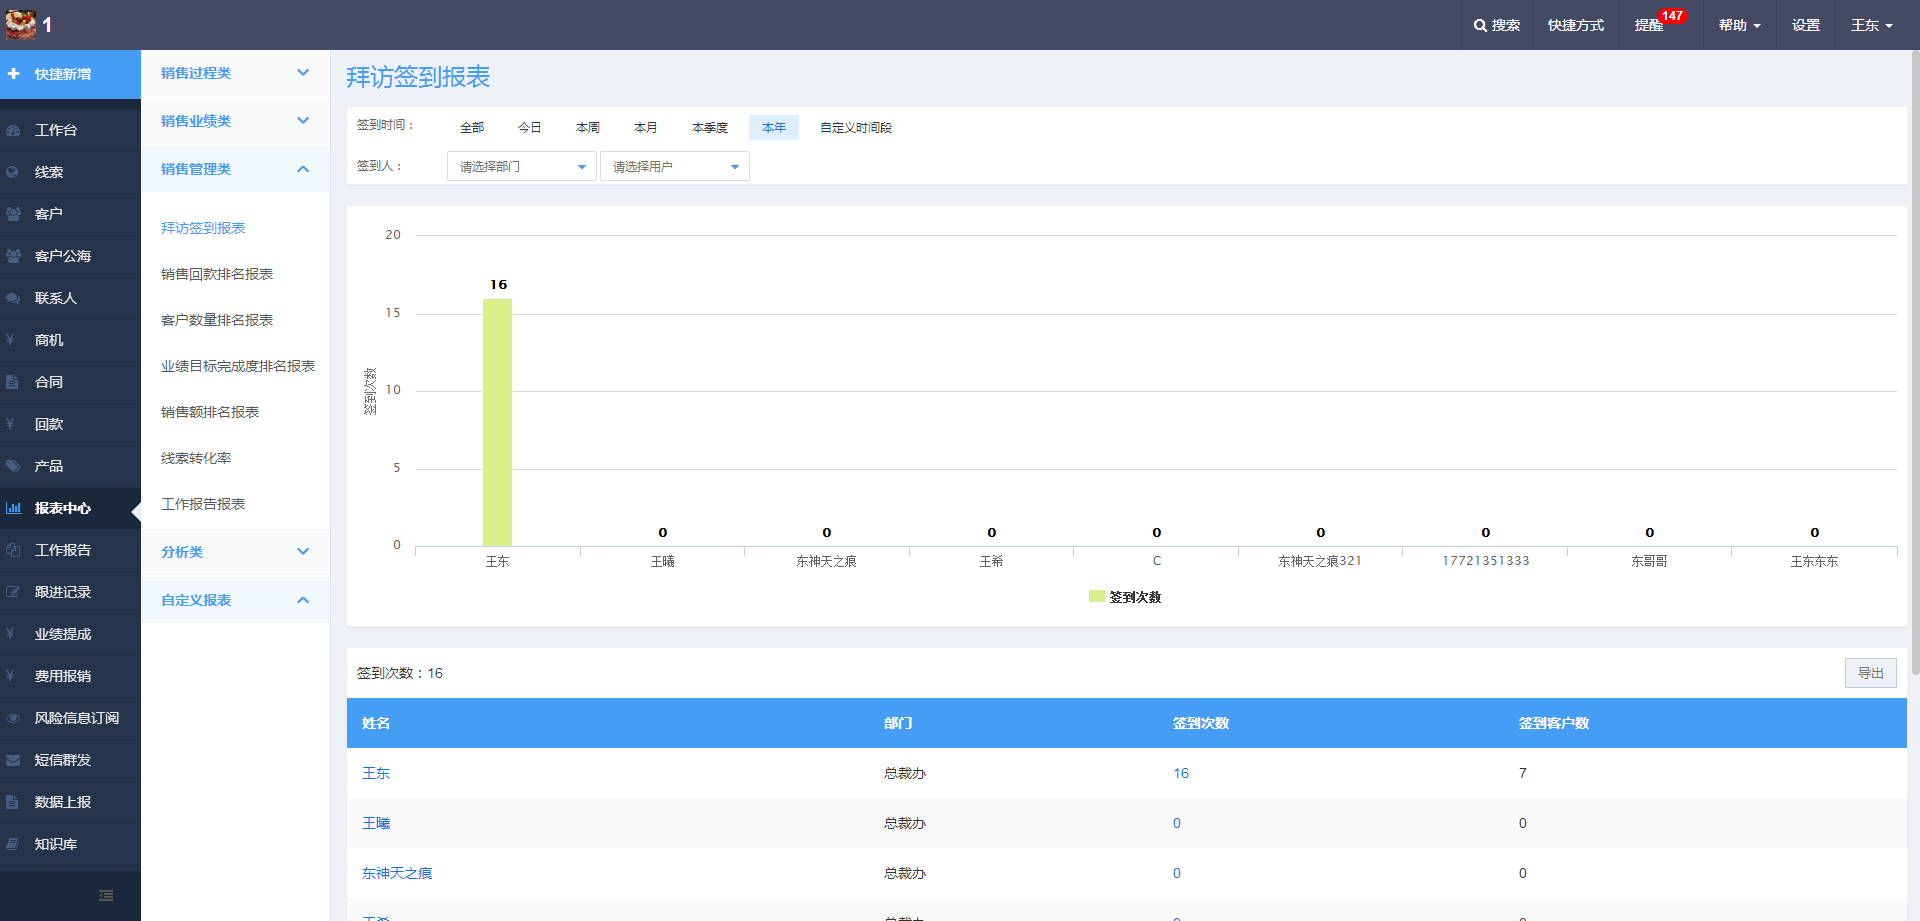 1
搜索
快捷方式
提醒
147
帮助
设置
王东
快捷新增
工作台
线索
客户
客户公海
联系人
商机
合同
回款
产品
报表中心
工作报告
跟进记录
业绩提成
费用报销
风险信息订阅
短信群发
数据上报
知识库
销售过程类
销售业绩类
销售管理类
拜访签到报表
销售回款排名报表
客户数量排名报表
业绩目标完成度排名报表
销售额排名报表
线索转化率
工作报告报表
分析类
自定义报表
拜访签到报表
签到时间： 全部 今日 本周 本月 本季度 本年 自定义时间段
签到人： 请选择部门 请选择用户
签到次数
20
15
10
5
0
16 0 0 0 0 0 0 0 0
王东 王曦 东神天之痕 王希 C 东神天之痕321 17721351333 东哥哥 王东东东
签到次数
签到次数：16 导出
姓名 部门 签到次数 签到客户数
王东 总裁办 16 7
王曦 总裁办 0 0
东神天之痕 总裁办 0 0
王希 总裁办 0 0